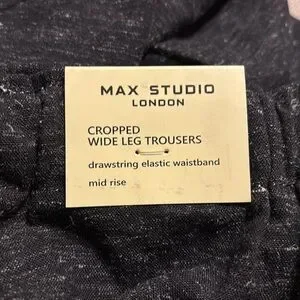 MAX STUDIO
LONDON
CROPPED
WIDE LEG TROUSERS
drawstring elastic waistband
mid rise